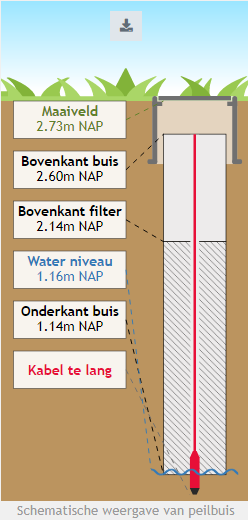 Maaiveld
2.73m NAP
Bovenkant buis
2.60m NAP
Bovenkant filter
2.14m NAP
Water niveau
1.16m NAP
Onderkant buis
1.14m NAP
Kabel te lang
Schematische weergave van peilbuis